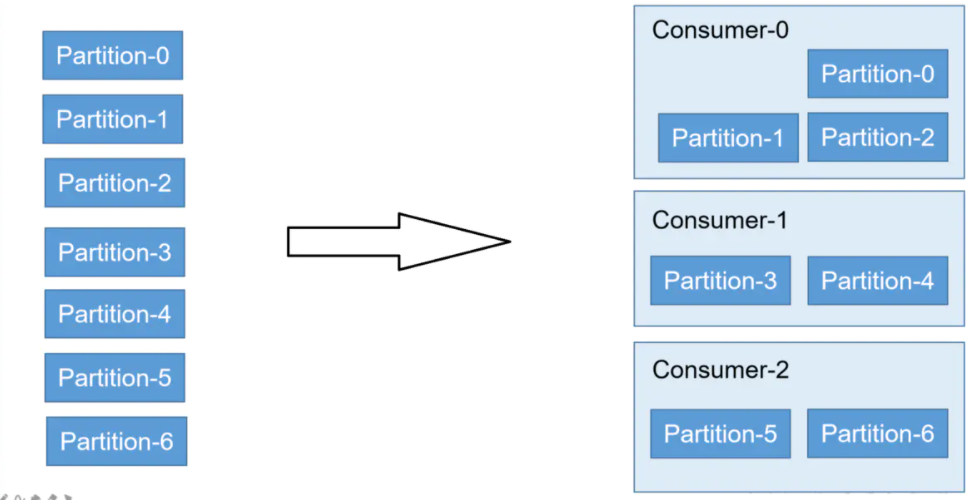 Partition-0
Partition-1
Partition-2
Partition-3
Partition-4
Partition-5
Partition-6
Consumer-0
Partition-0
Partition-1 Partition-2
Consumer-1
Partition-3 Partition-4
Consumer-2
Partition-5 Partition-6